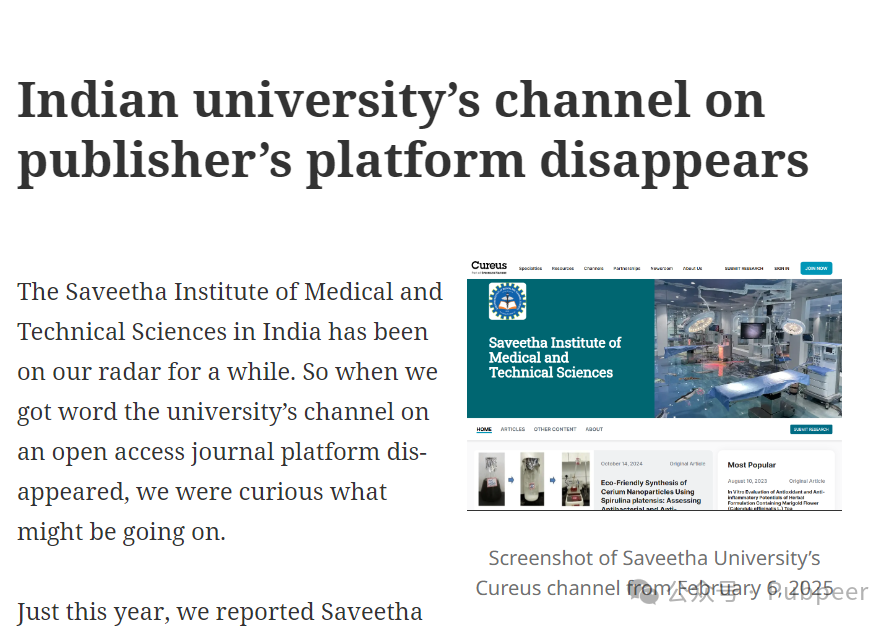 Indian university’s channel on
publisher’s platform disappears
The Saveetha Institute of Medical and
Technical Sciences in India has been
on our radar for a while. So when we
got word the university’s channel on
an open access journal platform dis-
appeared, we were curious what
might be going on.
Just this year, we reported Saveetha
Cureus
Specialties Resources Channels Partnerships Newsroom About Us SUBMIT RESEARCH SIGN IN JOIN NOW
Saveetha Institute of
Medical and
Technical Sciences
HOME ARTICLES OTHER CONTENT ABOUT SUBMIT RESEARCH
October 14, 2024 Original Article
Eco-Friendly Synthesis of
Cerium Nanoparticles Using
Spirulina platensis: Assessing
Antibacterial and Anti-
Most Popular
August 10, 2023 Original Article
In Vitro Evaluation of Antioxidant and Anti-
inflammatory Potentials of Herbal
Formulation Containing Marigold Flower
(Calendula officinalis L.) Tea
Screenshot of Saveetha University’s
Cureus channel from February 6, 2025
公众号 · Pubpeer